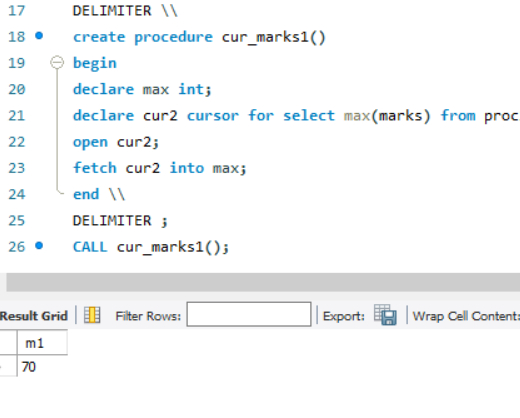 17 DELIMITER \\
18 create procedure cur_marks1()
19 begin
20 declare max int;
21 declare cur2 cursor for select max(marks) from proc
22 open cur2;
23 fetch cur2 into max;
24 end \\
25 DELIMITER ;
26 CALL cur_marks1();
Result Grid Filter Rows: Export: Wrap Cell Content:
m1
70